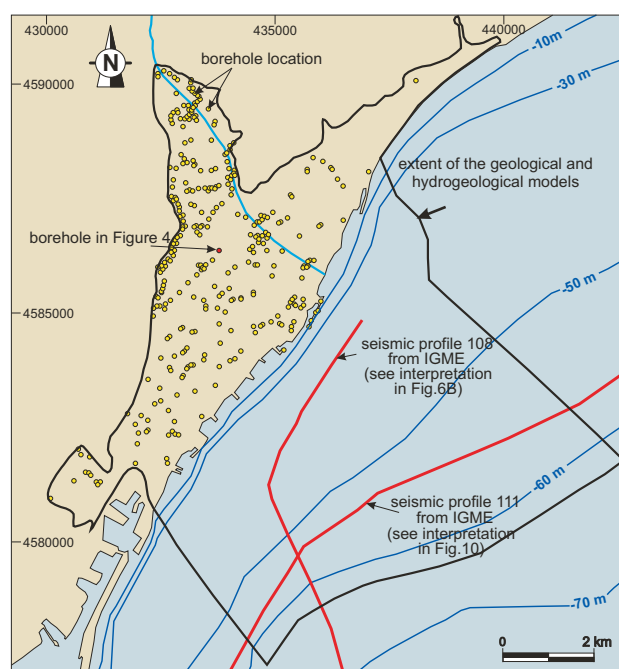 430000
435000
440000
4590000
4585000
4580000
N
borehole location
-10m
-30 m
extent of the geological and
hydrogeological models
borehole in Figure 4
-50 m
seismic profile 108
from IGME
(see interpretation
in Fig.6B)
-60 m
seismic profile 111
from IGME
(see interpretation
in Fig.10)
-70 m
0
2 km